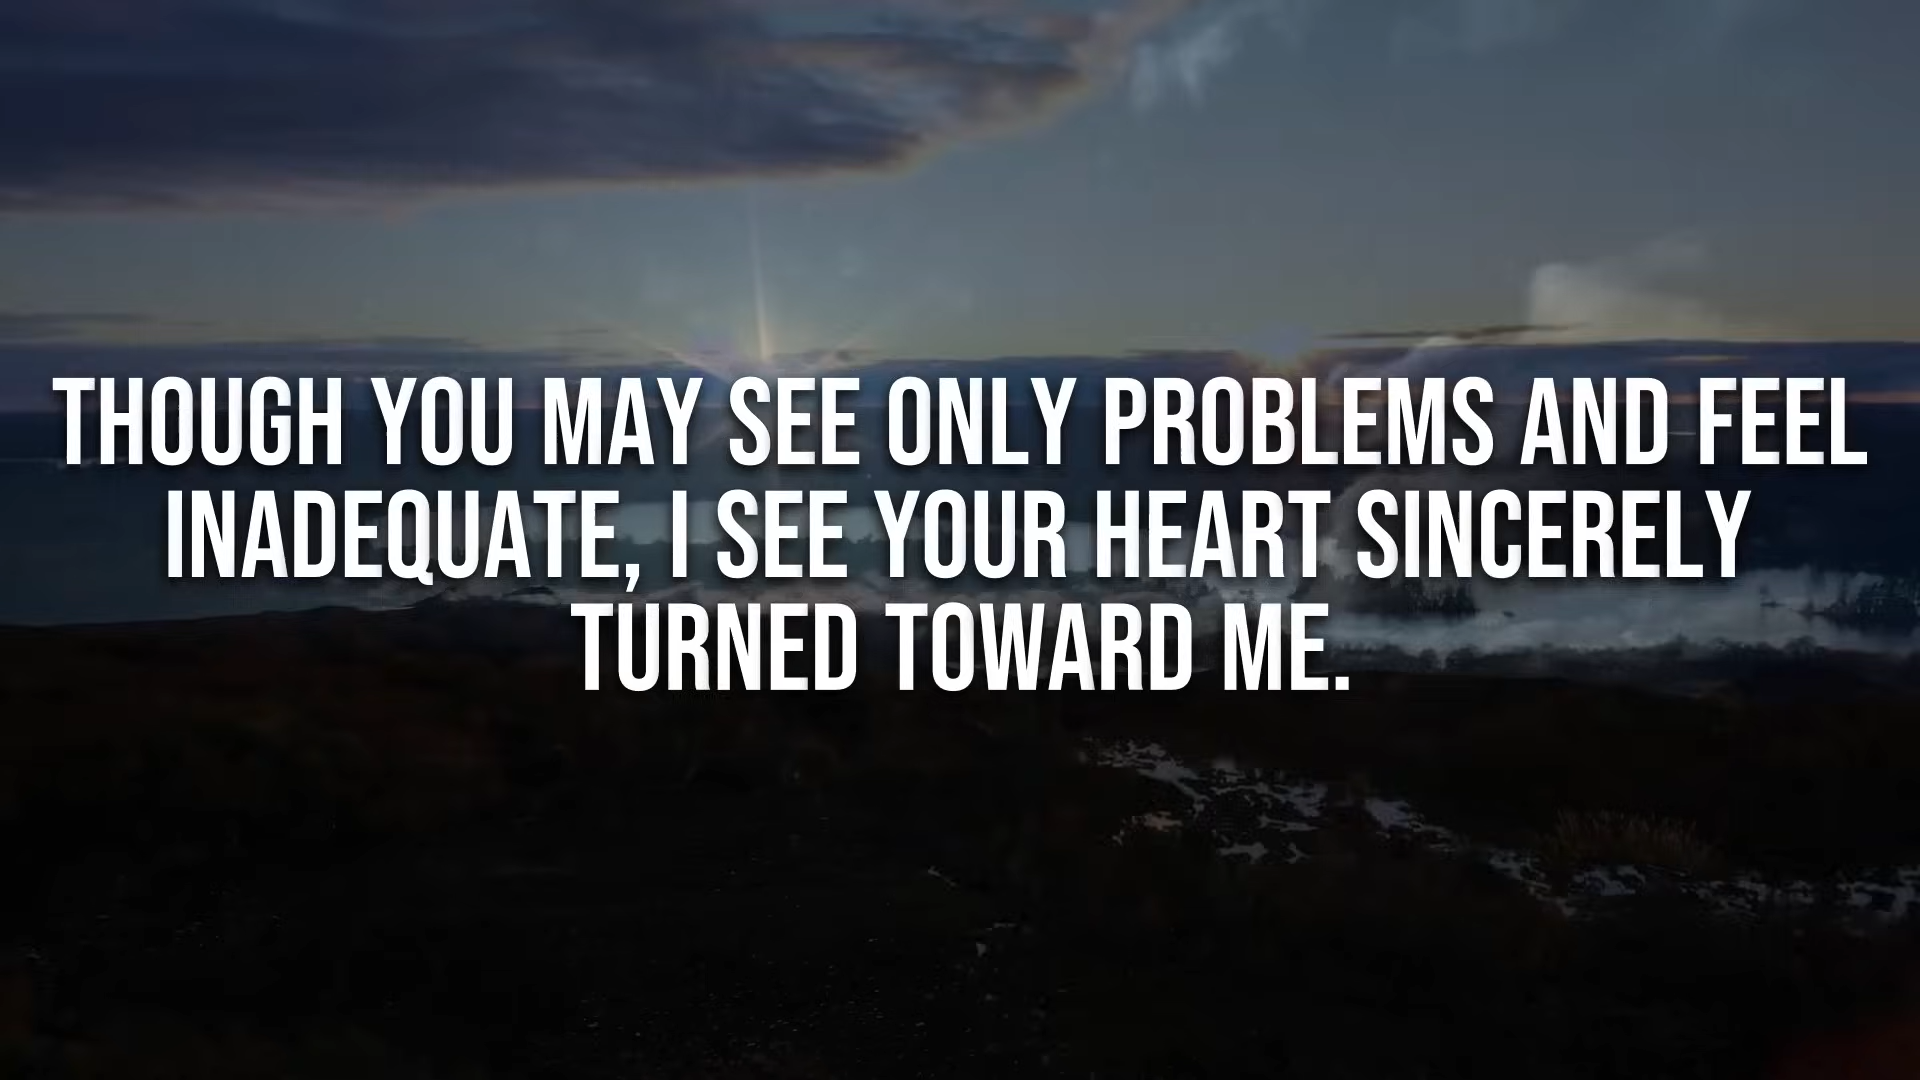 THOUGH YOU MAY SEE ONLY PROBLEMS AND FEEL
INADEQUATE, I SEE YOUR HEART SINCERELY
TURNED TOWARD ME.